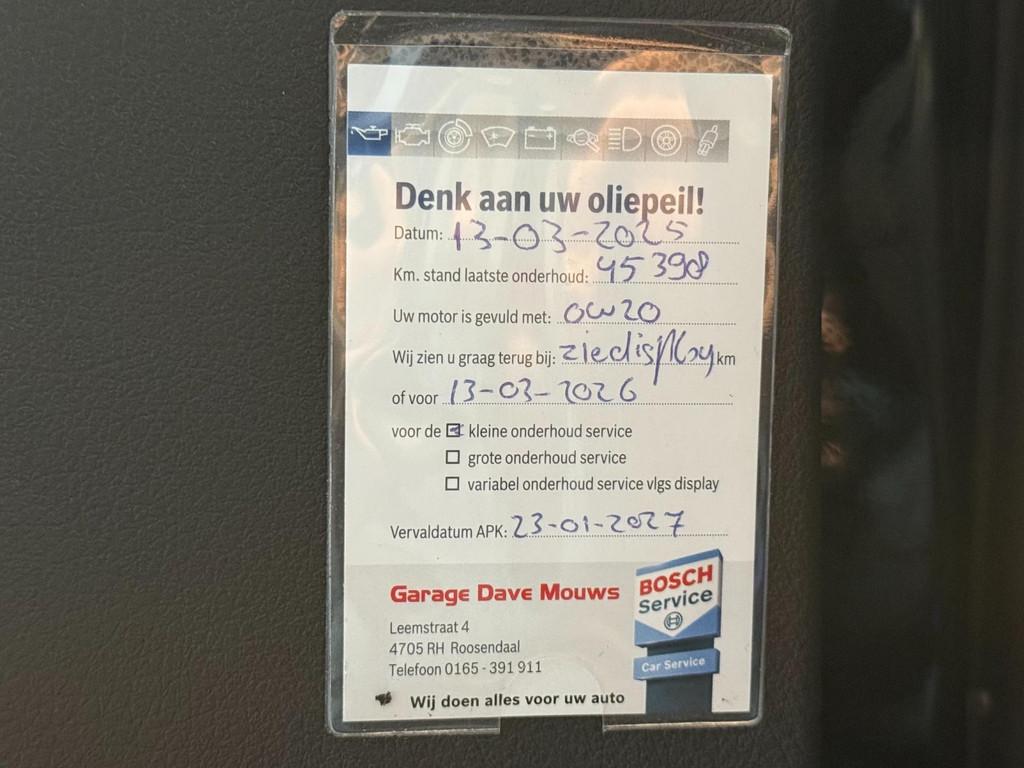 Denk aan uw oliepeil!
Datum: 13-03-2025
Km. stand laatste onderhoud: 45 398
Uw motor is gevuld met: 0W20
Wij zien u graag terug bij: ziedisplay km
of voor 13-03-2026
voor de kleine onderhoud service
grote onderhoud service
variabel onderhoud service vlgs display
Vervaldatum APK: 23-01-2027
Garage Dave Mouws
Leemstraat 4
4705 RH Roosendaal
Telefoon 0165 - 391 911
Wij doen alles voor uw auto
BOSCH
Service
Car Service